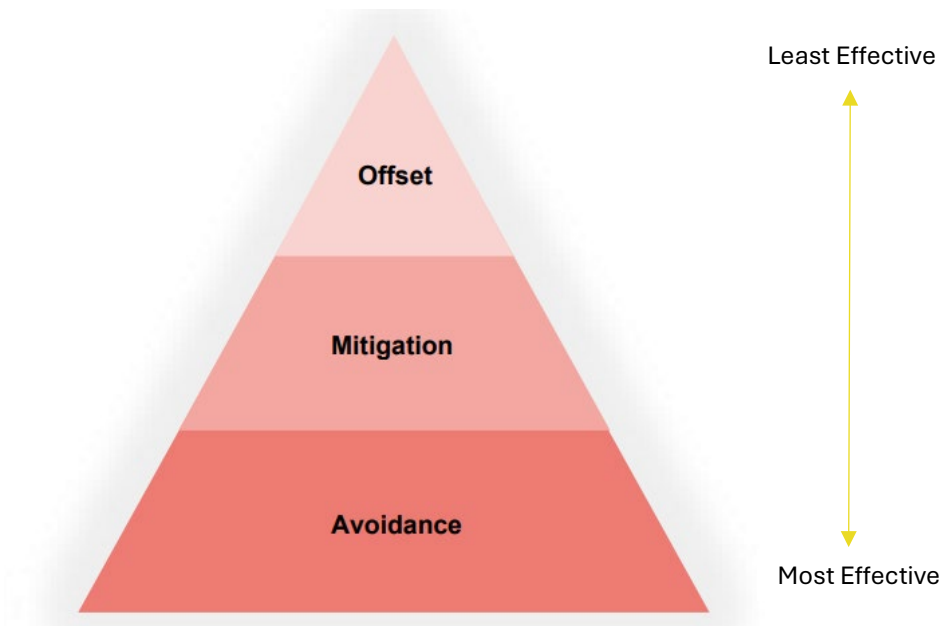 Least Effective
Offset
Mitigation
Avoidance
Most Effective